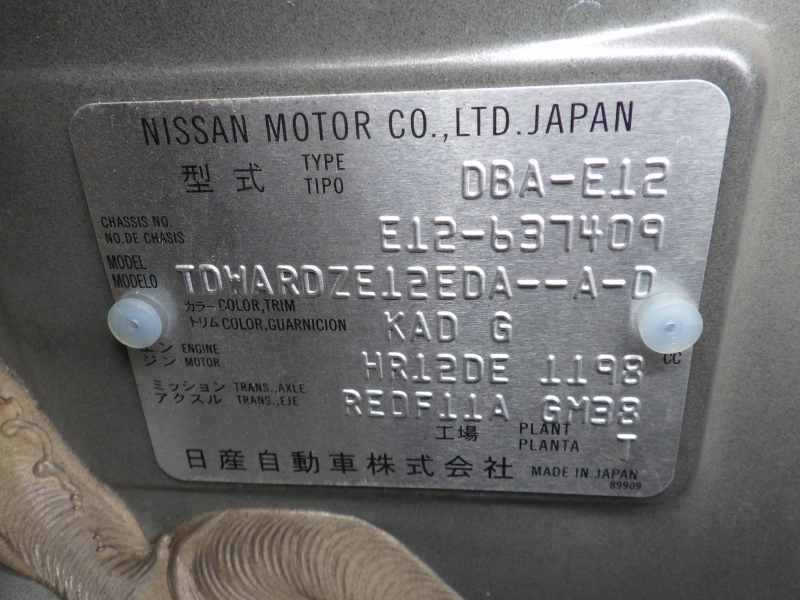 NISSAN MOTOR CO.,LTD.JAPAN
型式 TYPE TIPO DBA-E12
CHASSIS NO. NO.DE CHASIS E12-637409
MODEL MODELO TDWARDZE12EDA--A-D
カラー COLOR,TRIM
トリム COLOR,GUARNICION KAD G
エンジン ENGINE MOTOR HR12DE 1198 CC
ミッション TRANS.,AXLE
アクスル TRANS.,EJE REDF11A GM38
工場 PLANT PLANTA T
日産自動車株式会社 MADE IN JAPAN
89909